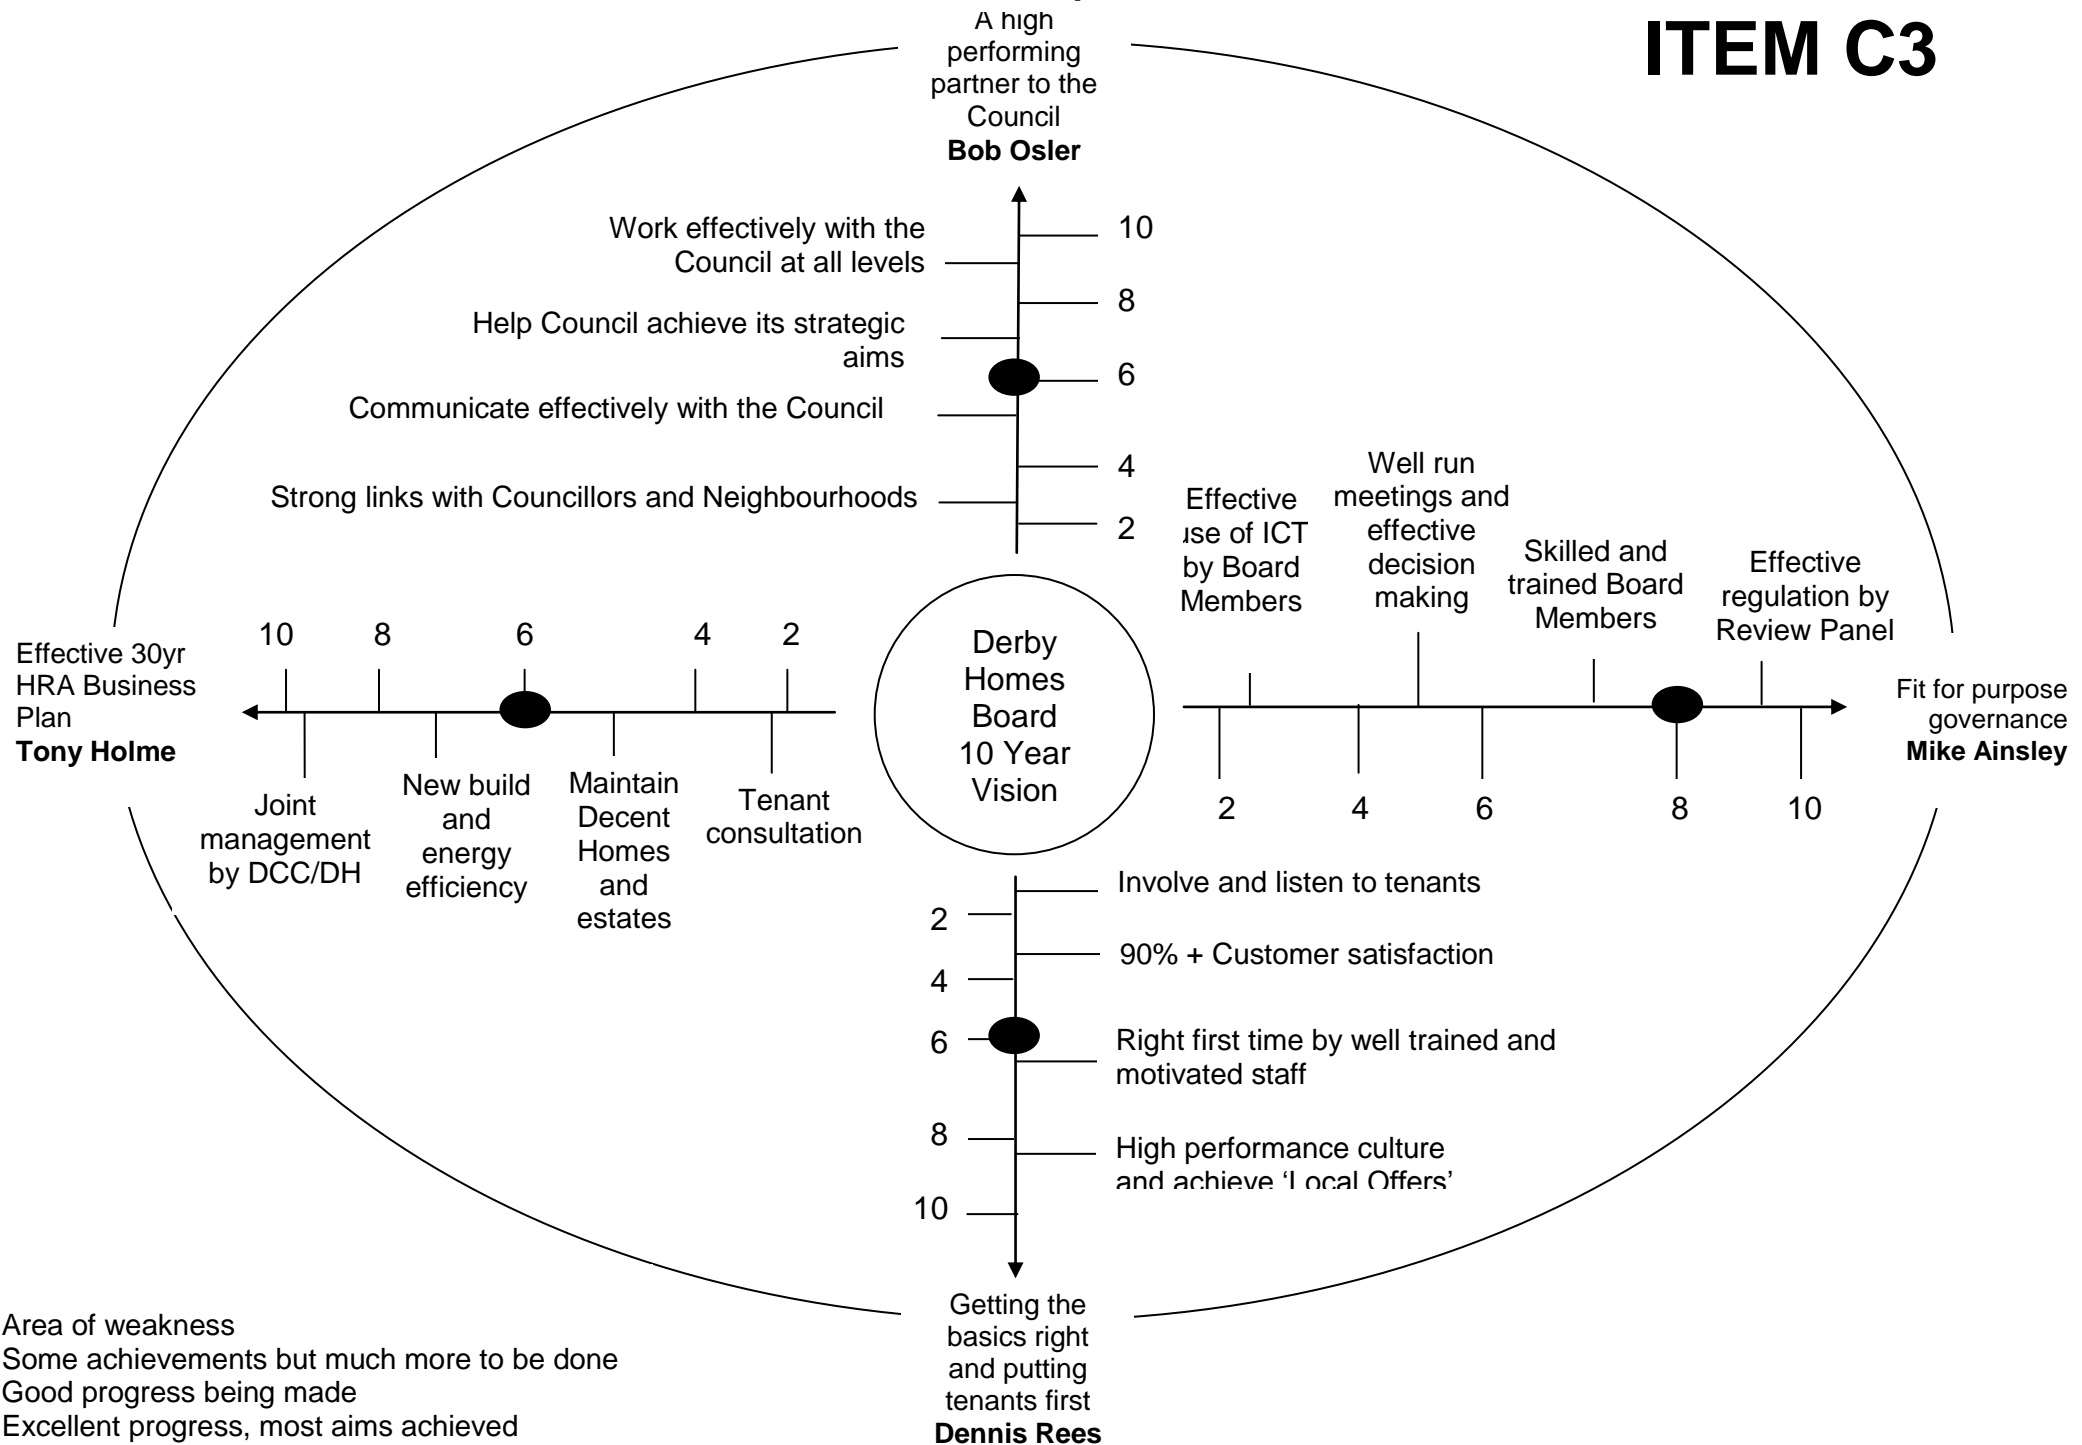 ITEM C3
A high
performing
partner to the
Council
Bob Osler
Work effectively with the
Council at all levels
Help Council achieve its strategic
aims
Communicate effectively with the Council
Strong links with Councillors and Neighbourhoods
10
8
6
4
2
Effective
use of ICT
by Board
Members
Well run
meetings and
effective
decision
making
Skilled and
trained Board
Members
Effective
regulation by
Review Panel
10
8
6
4
2
Effective 30yr
HRA Business
Plan
Tony Holme
Derby
Homes
Board
10 Year
Vision
Fit for purpose
governance
Mike Ainsley
Joint
management
by DCC/DH
New build
and
energy
efficiency
Maintain
Decent
Homes
and
estates
Tenant
consultation
2
4
6
8
10
2
4
6
8
10
Involve and listen to tenants
90% + Customer satisfaction
Right first time by well trained and
motivated staff
High performance culture
and achieve ‘Local Offers’
Getting the
basics right
and putting
tenants first
Dennis Rees
Area of weakness
Some achievements but much more to be done
Good progress being made
Excellent progress, most aims achieved